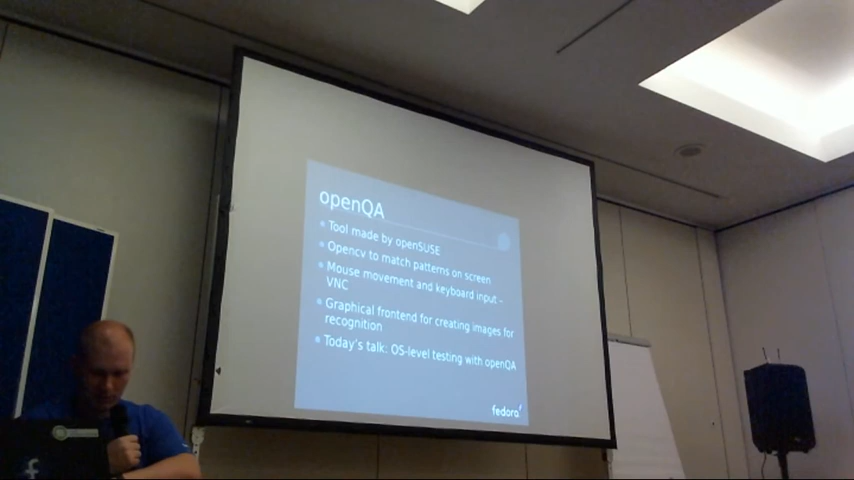 openQA
Tool made by openSUSE
Opencv to match patterns on screen
Mouse movement and keyboard input –
VNC
Graphical frontend for creating images for
recognition
Today's talk: OS-level testing with openQA
fedora